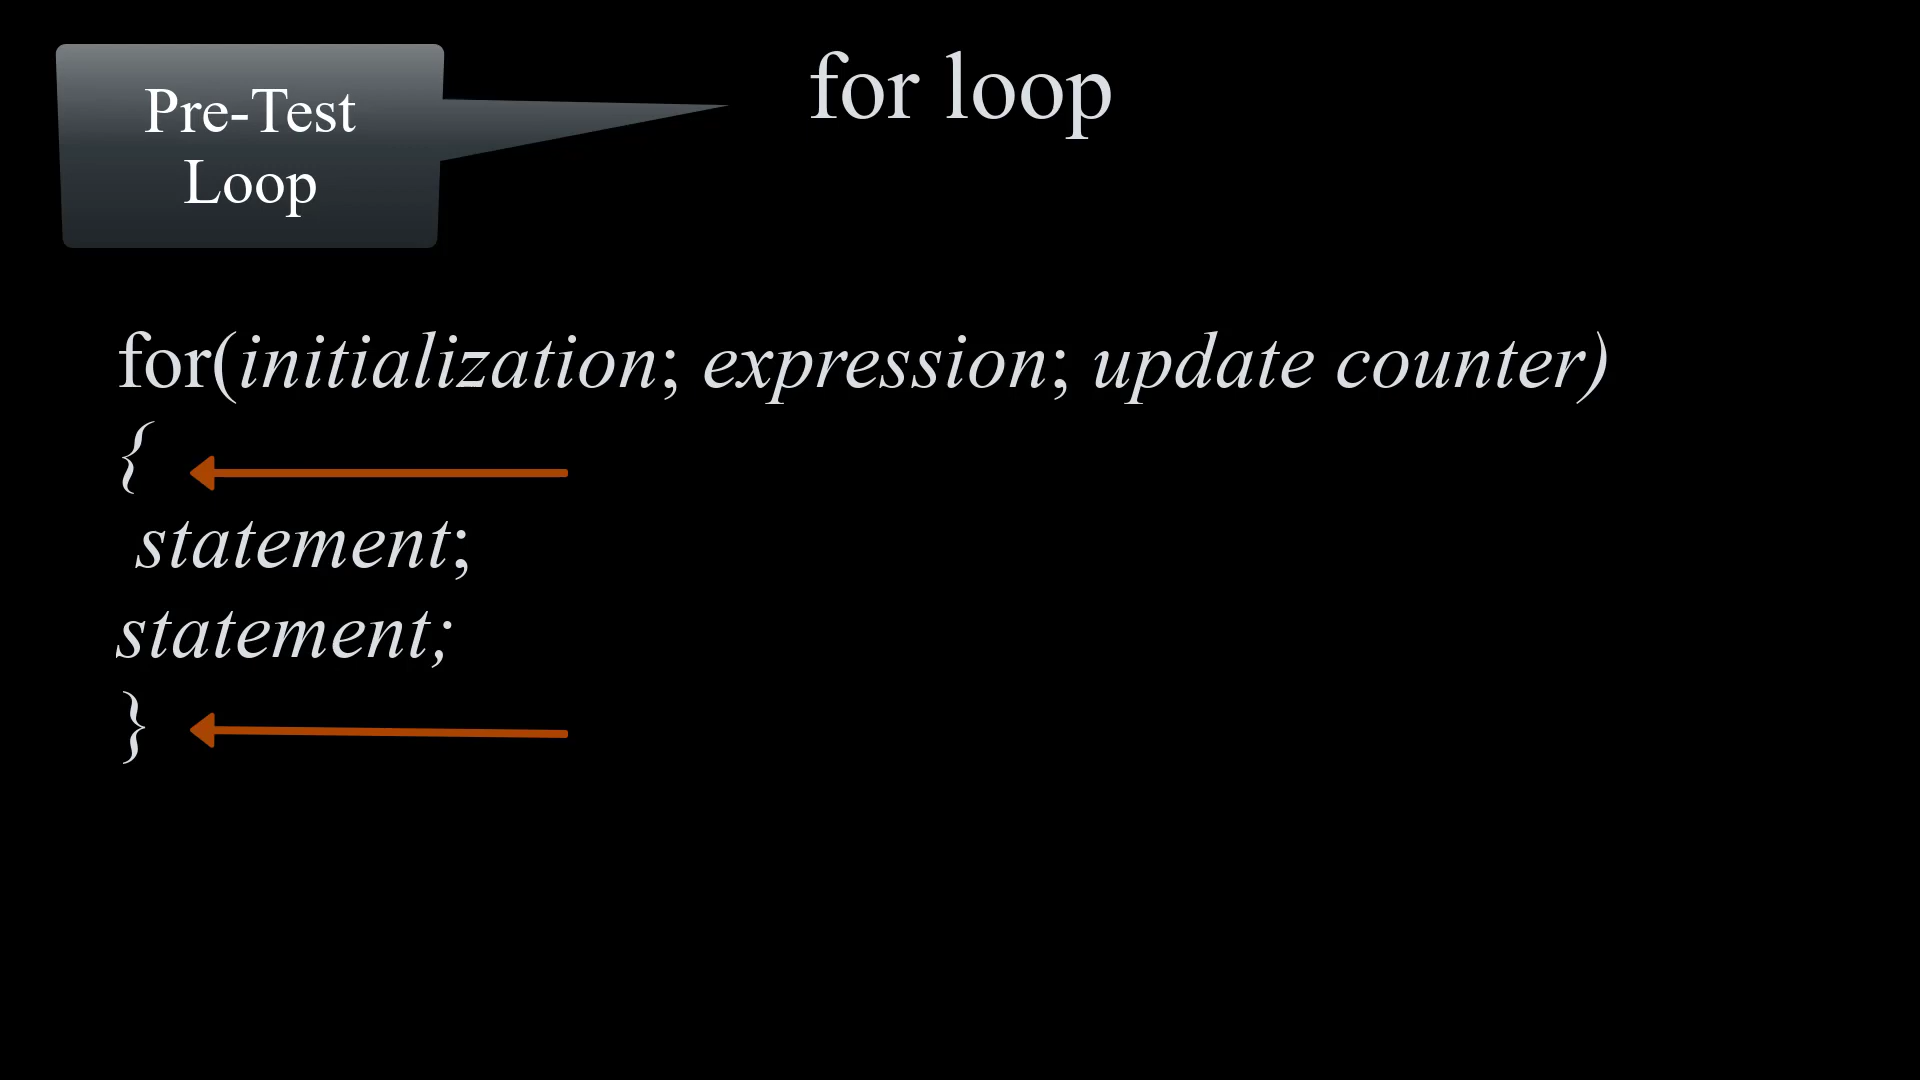 Pre-Test
Loop
for loop
for(initialization; expression; update counter)
{
statement;
statement;
}